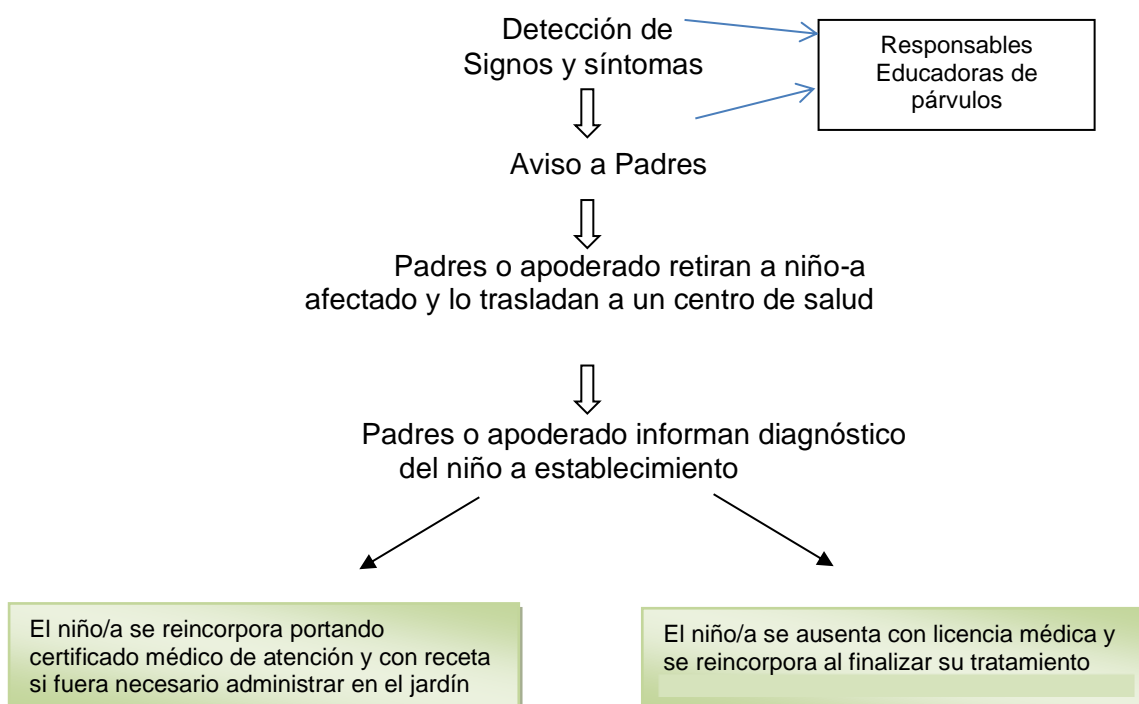 Detección de
Signos y síntomas
Responsables
Educadoras de
párvulos
Aviso a Padres
Padres o apoderado retiran a niño-a
afectado y lo trasladan a un centro de salud
Padres o apoderado informan diagnóstico
del niño a establecimiento
El niño/a se reincorpora portando
certificado médico de atención y con receta
si fuera necesario administrar en el jardín
El niño/a se ausenta con licencia médica y
se reincorpora al finalizar su tratamiento